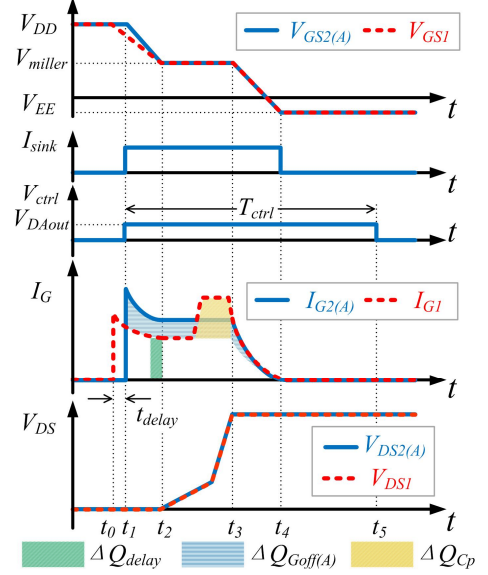 V_DD
V_GS2(A) V_GS1
V_miller
V_EE
t
I_sink
t
V_ctrl
V_DAout
T_ctrl
t
I_G
I_G2(A) I_G1
t
t_delay
V_DS
V_DS2(A)
V_DS1
t
t_0 t_1 t_2 t_3 t_4 t_5
ΔQ_delay ΔQ_Goff(A) ΔQ_Cp